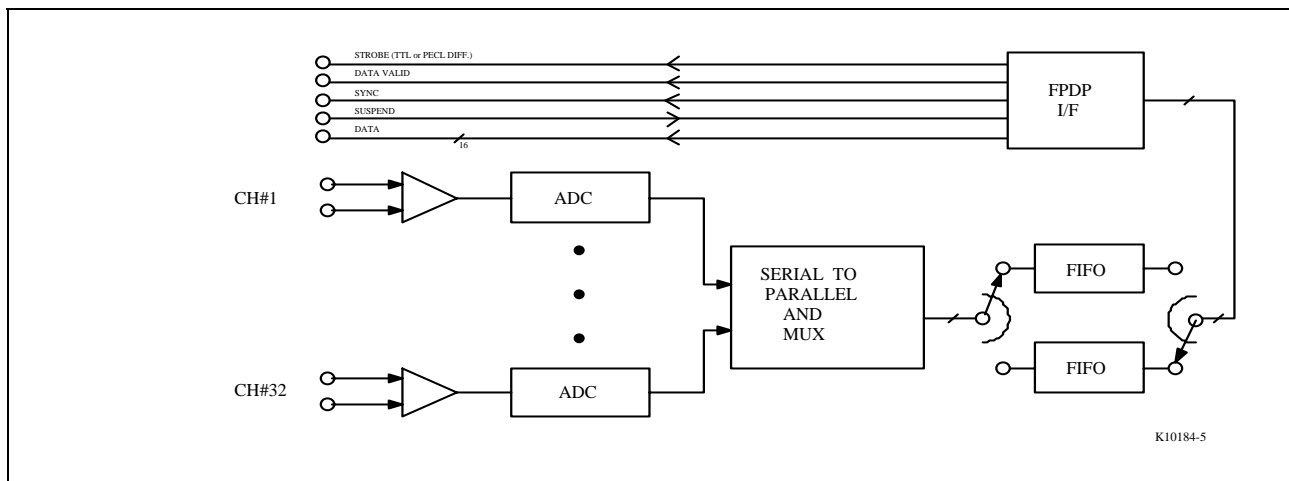 STROBE (TTL or PECL DIFF.)
DATA VALID
SYNC
SUSPEND
DATA
16
FPDP
I/F
CH#1
ADC
SERIAL TO
PARALLEL
AND
MUX
FIFO
FIFO
CH#32
ADC
K10184-5